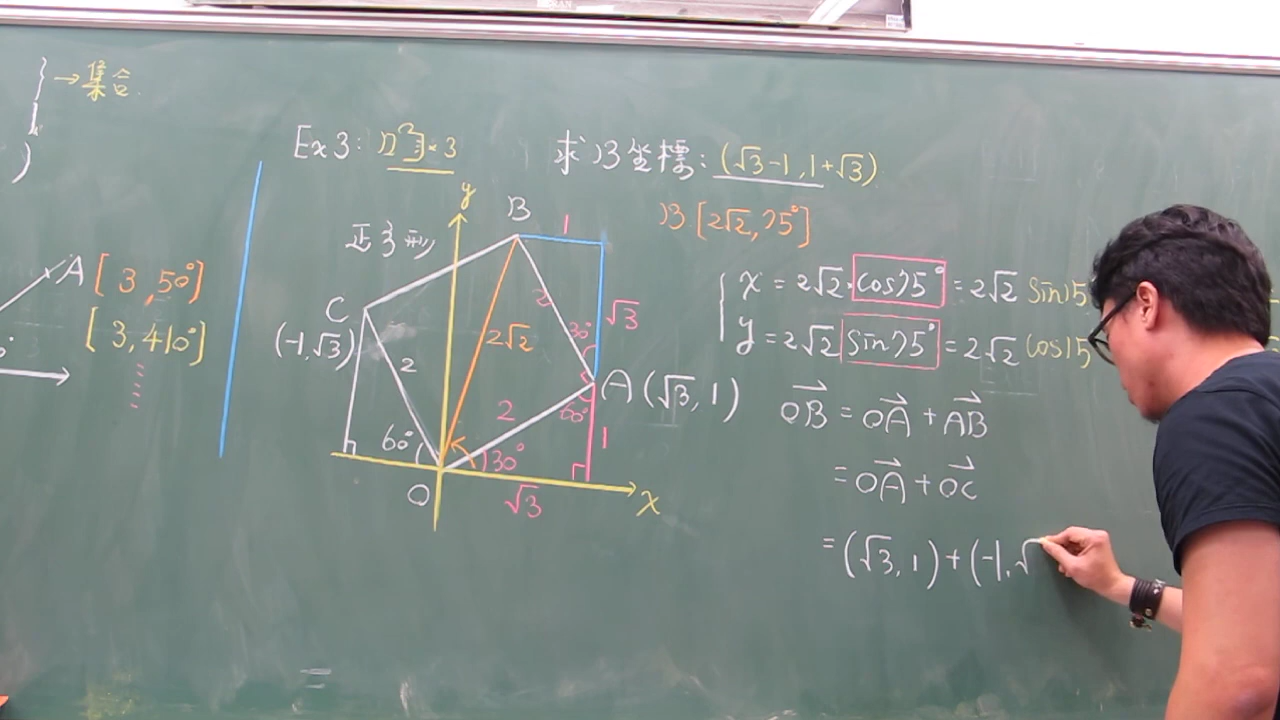 → 集合
)
A [3, 50°]
[3, 410°]
Ex3:
×3
求B坐標: (√3-1, 1+√3)
B[2√2, 75°]
正方形
y
B
1
C
(-1, √3)
2
2√2
2
30°
√3
A(√3, 1)
2
60°
1
60°
30°
O
√3
x
x = 2√2·cos75° = 2√2 sin15
y = 2√2 sin75° = 2√2 cos15
OB = OA + AB
= OA + OC
= (√3, 1) + (-1, √